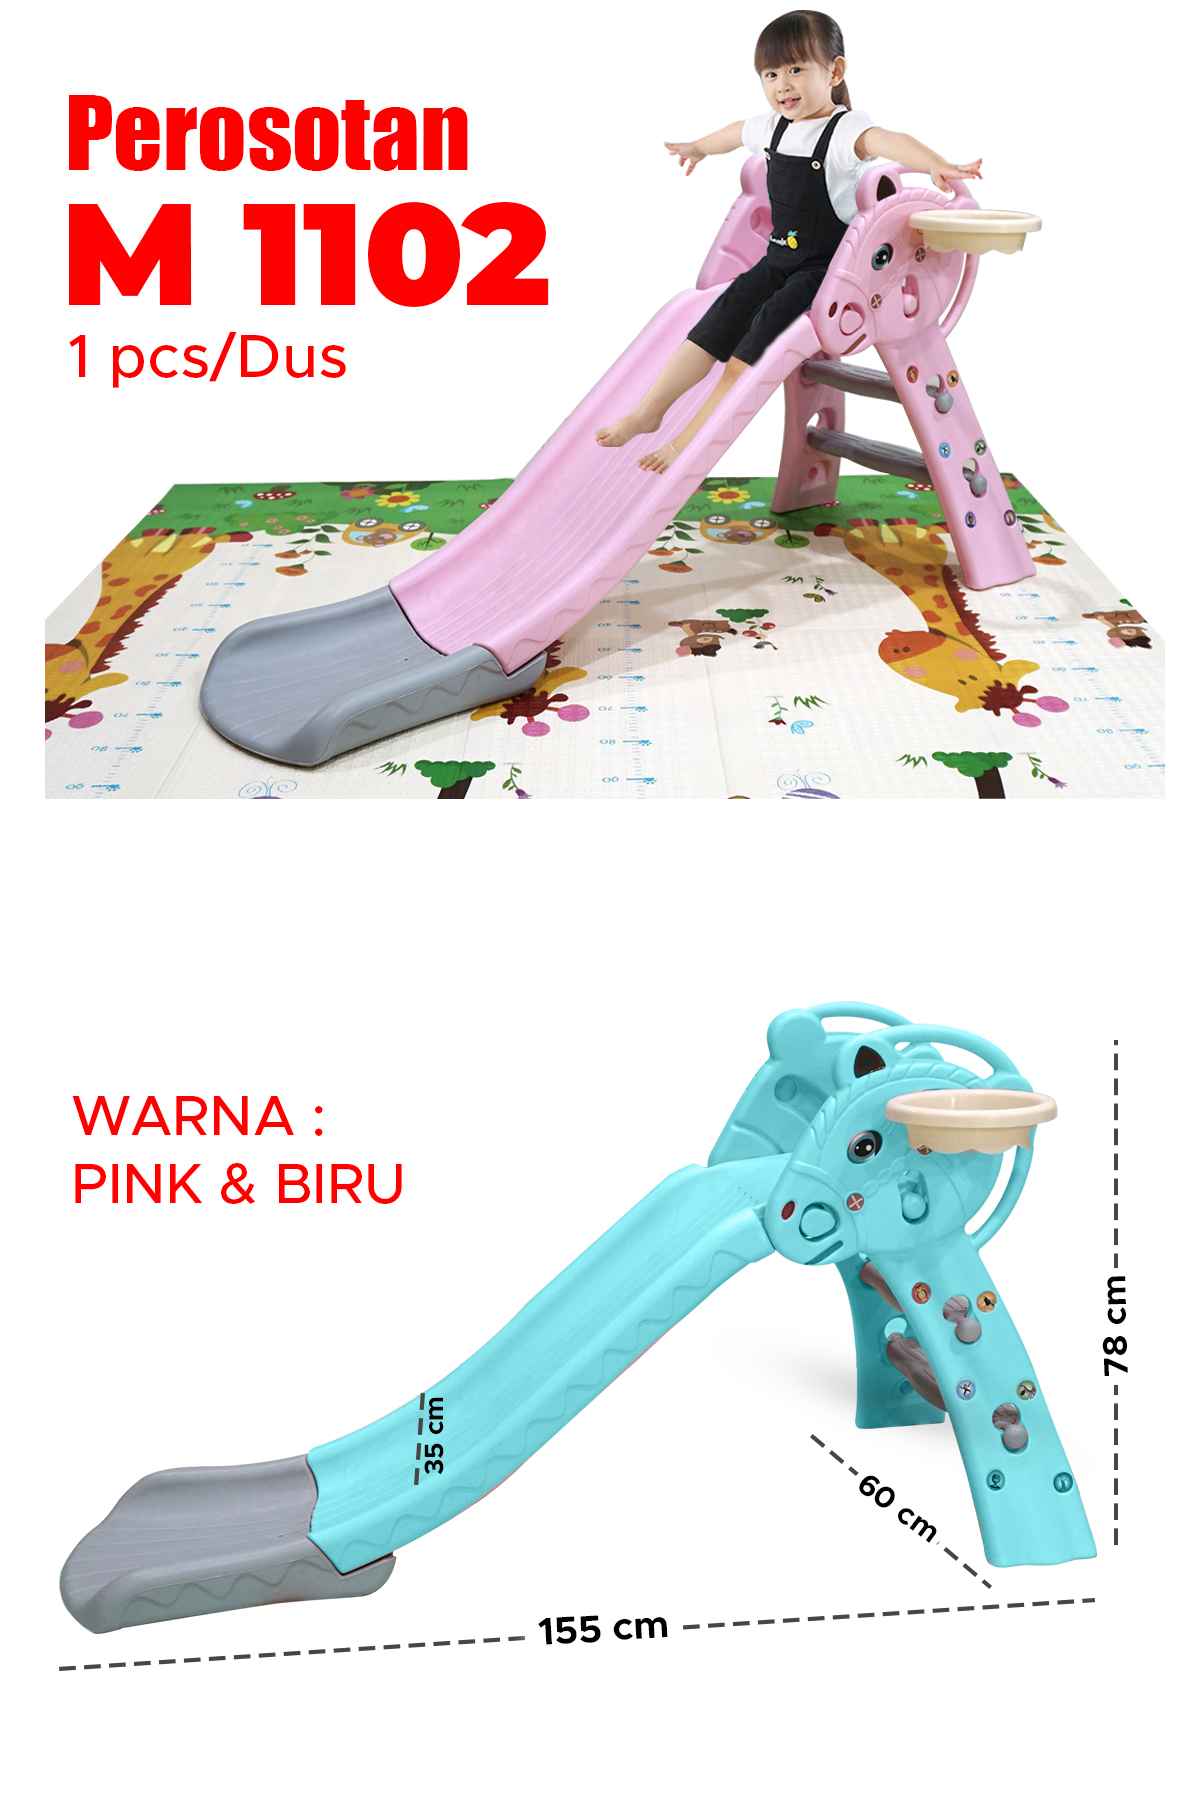 Perosotan
M 1102
1 pcs/Dus
WARNA :
PINK & BIRU
78 cm
35 cm
60 cm
155 cm